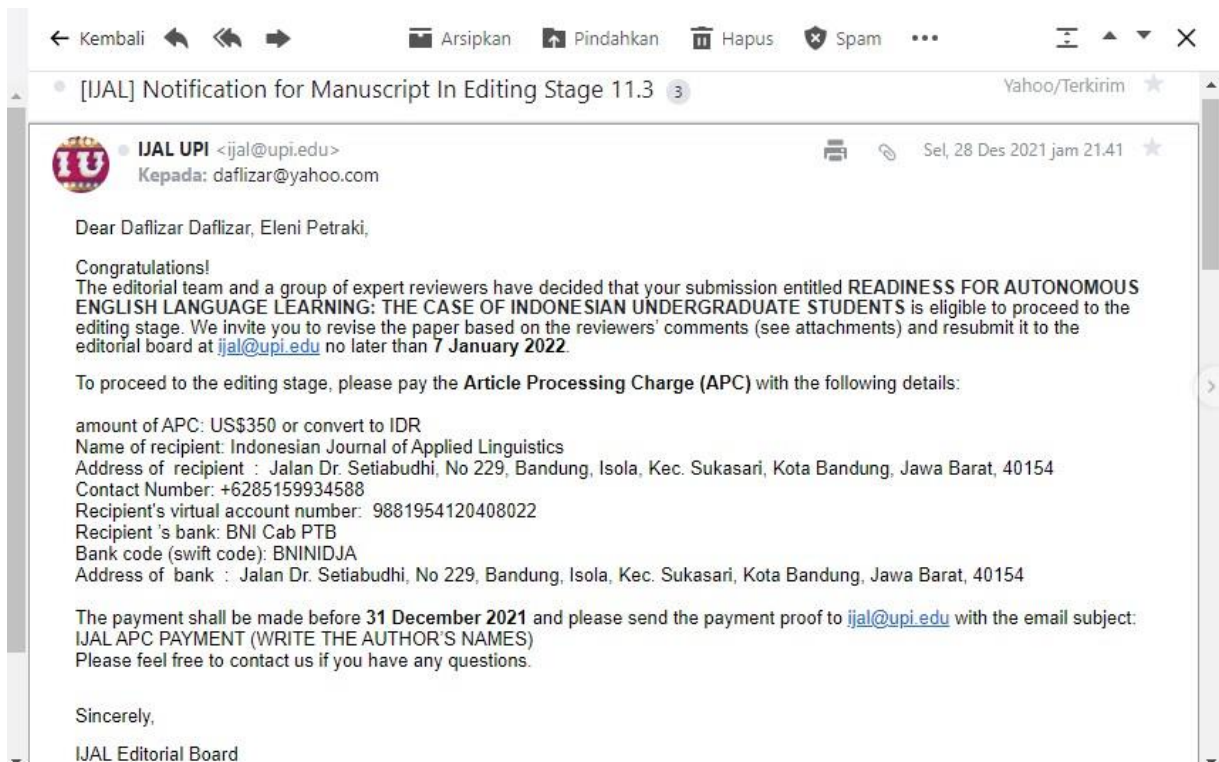 ← Kembali Arsipkan Pindahkan Hapus Spam
[IJAL] Notification for Manuscript In Editing Stage 11.3 3 Yahoo/Terkirim
IU IJAL UPI <ijal@upi.edu> Sel, 28 Des 2021 jam 21.41
Kepada: daflizar@yahoo.com
Dear Daflizar Daflizar, Eleni Petraki,
Congratulations!
The editorial team and a group of expert reviewers have decided that your submission entitled READINESS FOR AUTONOMOUS
ENGLISH LANGUAGE LEARNING: THE CASE OF INDONESIAN UNDERGRADUATE STUDENTS is eligible to proceed to the
editing stage. We invite you to revise the paper based on the reviewers' comments (see attachments) and resubmit it to the
editorial board at ijal@upi.edu no later than 7 January 2022.
To proceed to the editing stage, please pay the Article Processing Charge (APC) with the following details:
amount of APC: US$350 or convert to IDR
Name of recipient: Indonesian Journal of Applied Linguistics
Address of recipient : Jalan Dr. Setiabudhi, No 229, Bandung, Isola, Kec. Sukasari, Kota Bandung, Jawa Barat, 40154
Contact Number: +6285159934588
Recipient's virtual account number: 9881954120408022
Recipient 's bank: BNI Cab PTB
Bank code (swift code): BNINIDJA
Address of bank : Jalan Dr. Setiabudhi, No 229, Bandung, Isola, Kec. Sukasari, Kota Bandung, Jawa Barat, 40154
The payment shall be made before 31 December 2021 and please send the payment proof to ijal@upi.edu with the email subject:
IJAL APC PAYMENT (WRITE THE AUTHOR'S NAMES)
Please feel free to contact us if you have any questions.
Sincerely,
IJAL Editorial Board